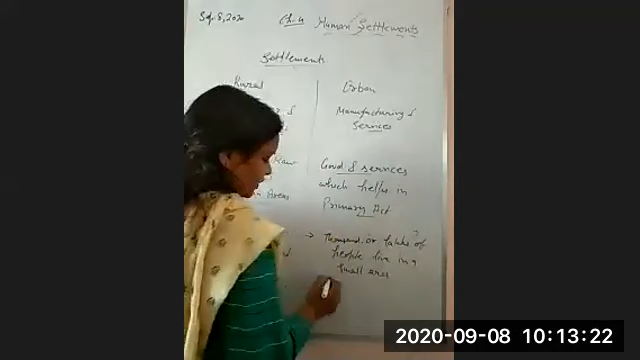 Sep. 8, 2020
Ch:4 Human Settlements
Settlements
Rural
Urban
Manufacturing &
Services
Good & services
which helps in
Areas
Primary Act
→ Thousand or lakhs of
people live in a
small area
2020-09-08 10:13:22